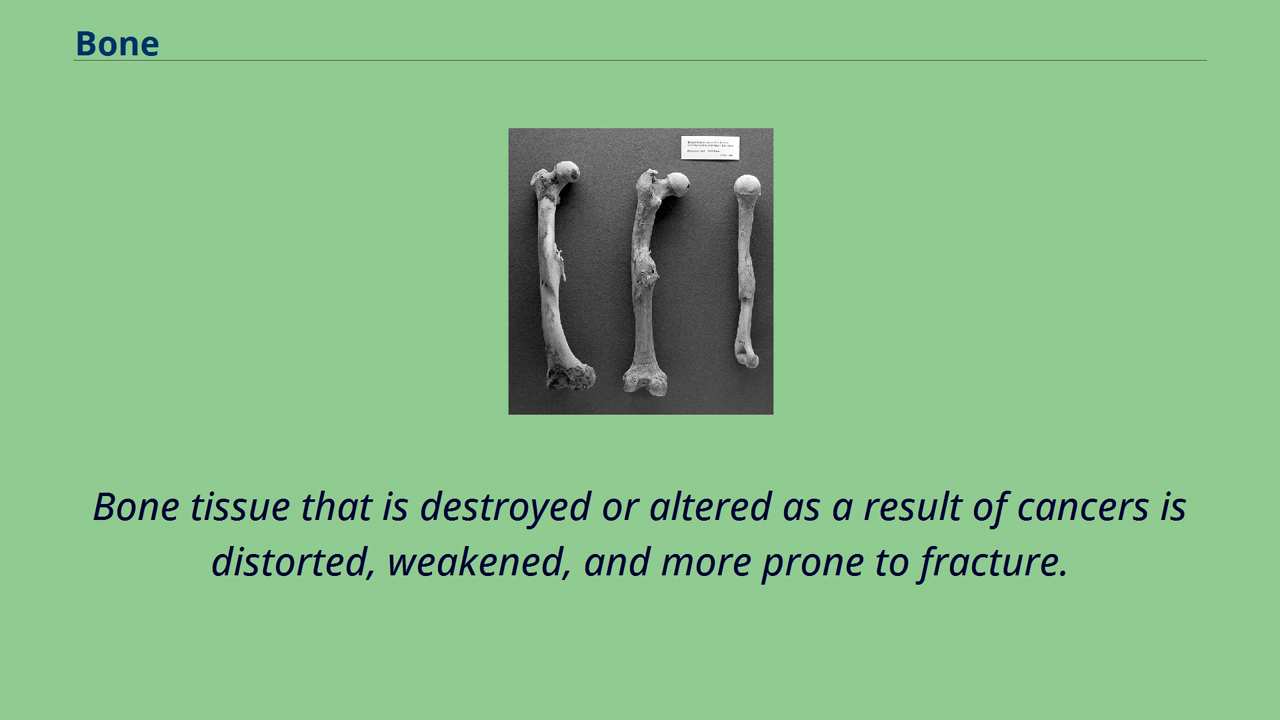 Bone
Bone tissue that is destroyed or altered as a result of cancers is
distorted, weakened, and more prone to fracture.